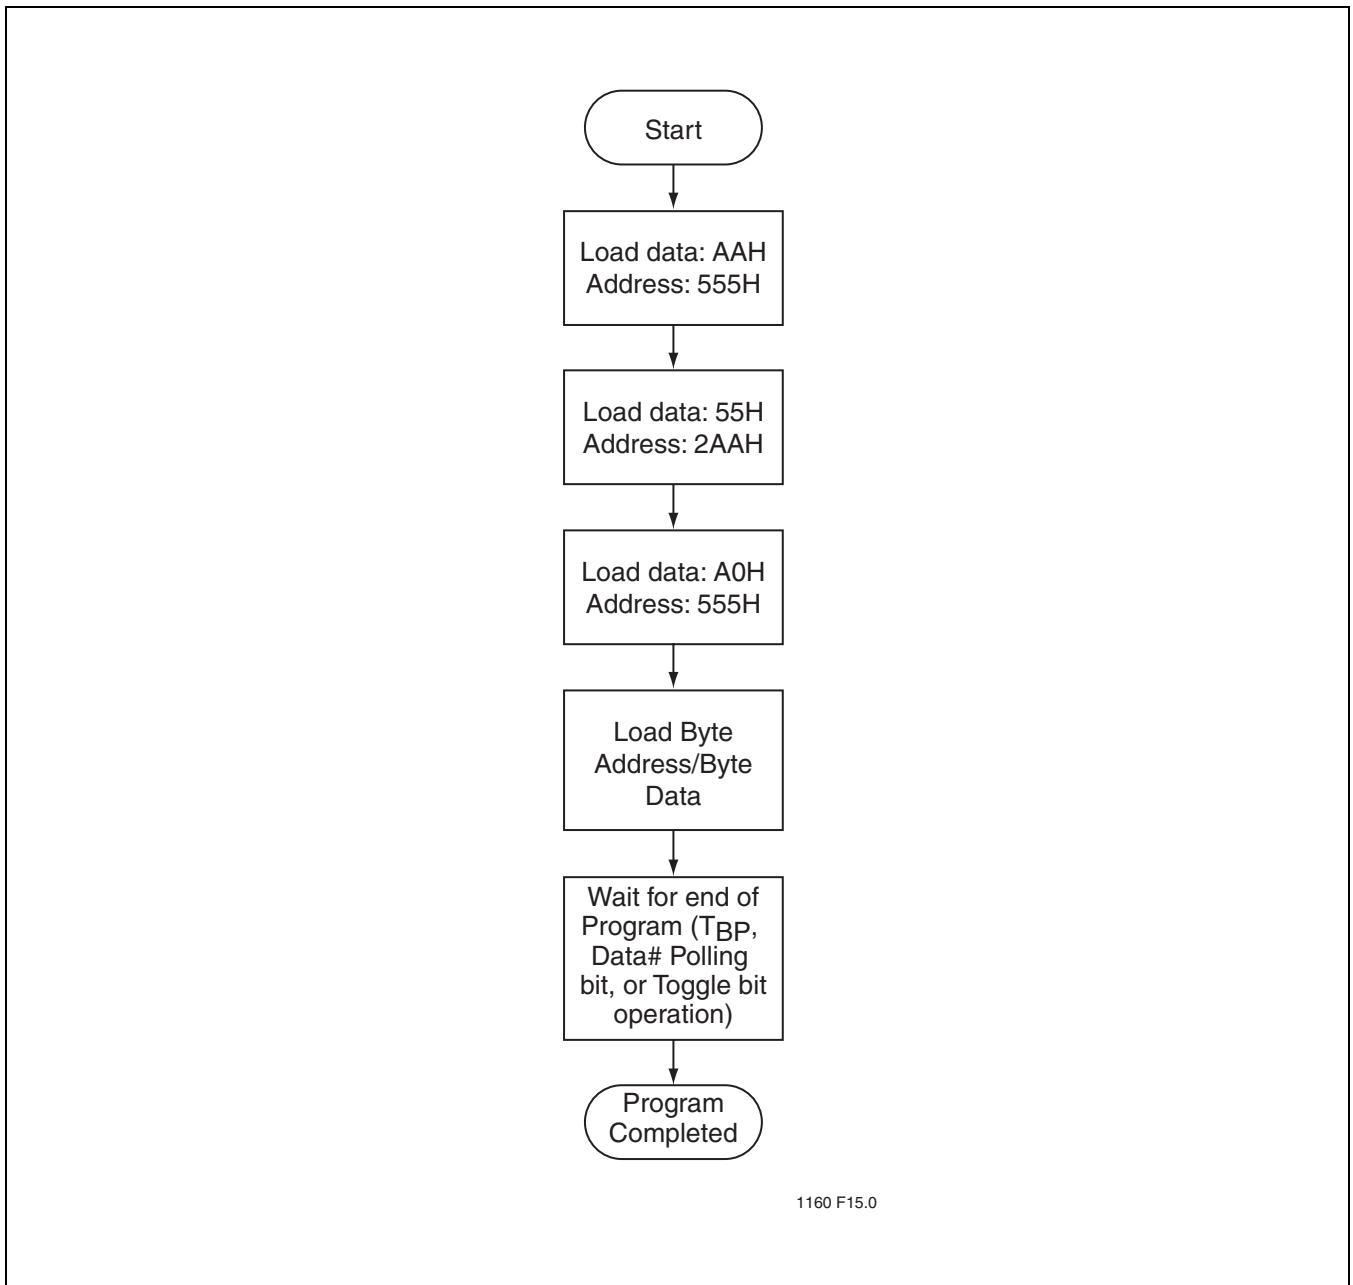 Start
Load data: AAH
Address: 555H
Load data: 55H
Address: 2AAH
Load data: A0H
Address: 555H
Load Byte
Address/Byte
Data
Wait for end of
Program (TBP,
Data# Polling
bit, or Toggle bit
operation)
Program
Completed
1160 F15.0